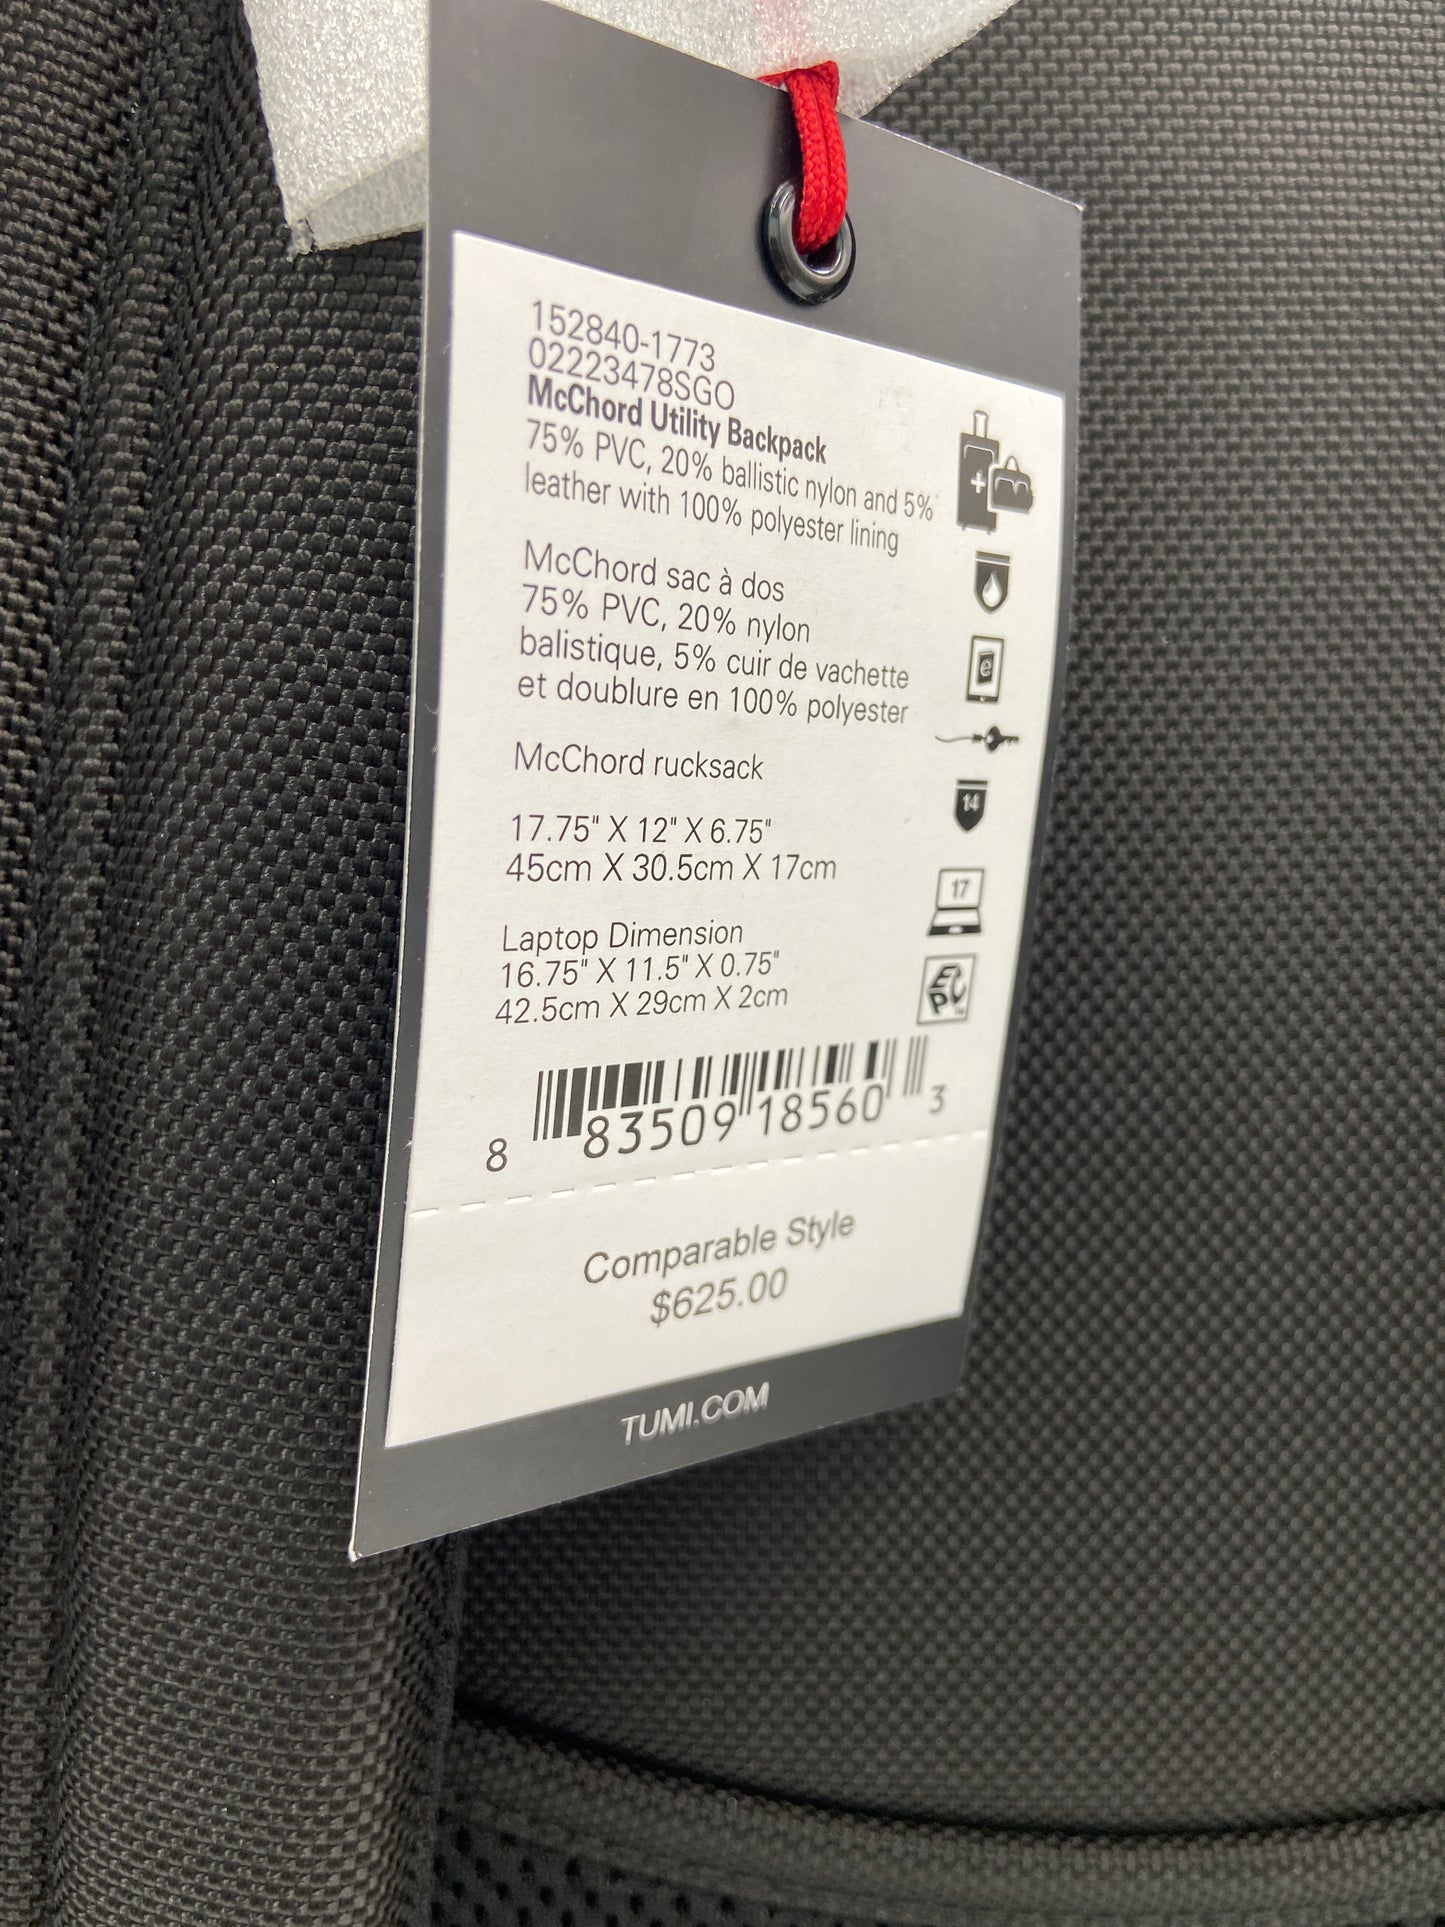 152840-1773
02223478SGO
McChord Utility Backpack
75% PVC, 20% ballistic nylon and 5%
leather with 100% polyester lining
McChord sac à dos
75% PVC, 20% nylon
balistique, 5% cuir de vachette
et doublure en 100% polyester
McChord rucksack
17.75" X 12" X 6.75"
45cm X 30.5cm X 17cm
Laptop Dimension
16.75" X 11.5" X 0.75"
42.5cm X 29cm X 2cm
e
14
17
EPC
8 83509 18560 3
Comparable Style
$625.00
TUMI.COM